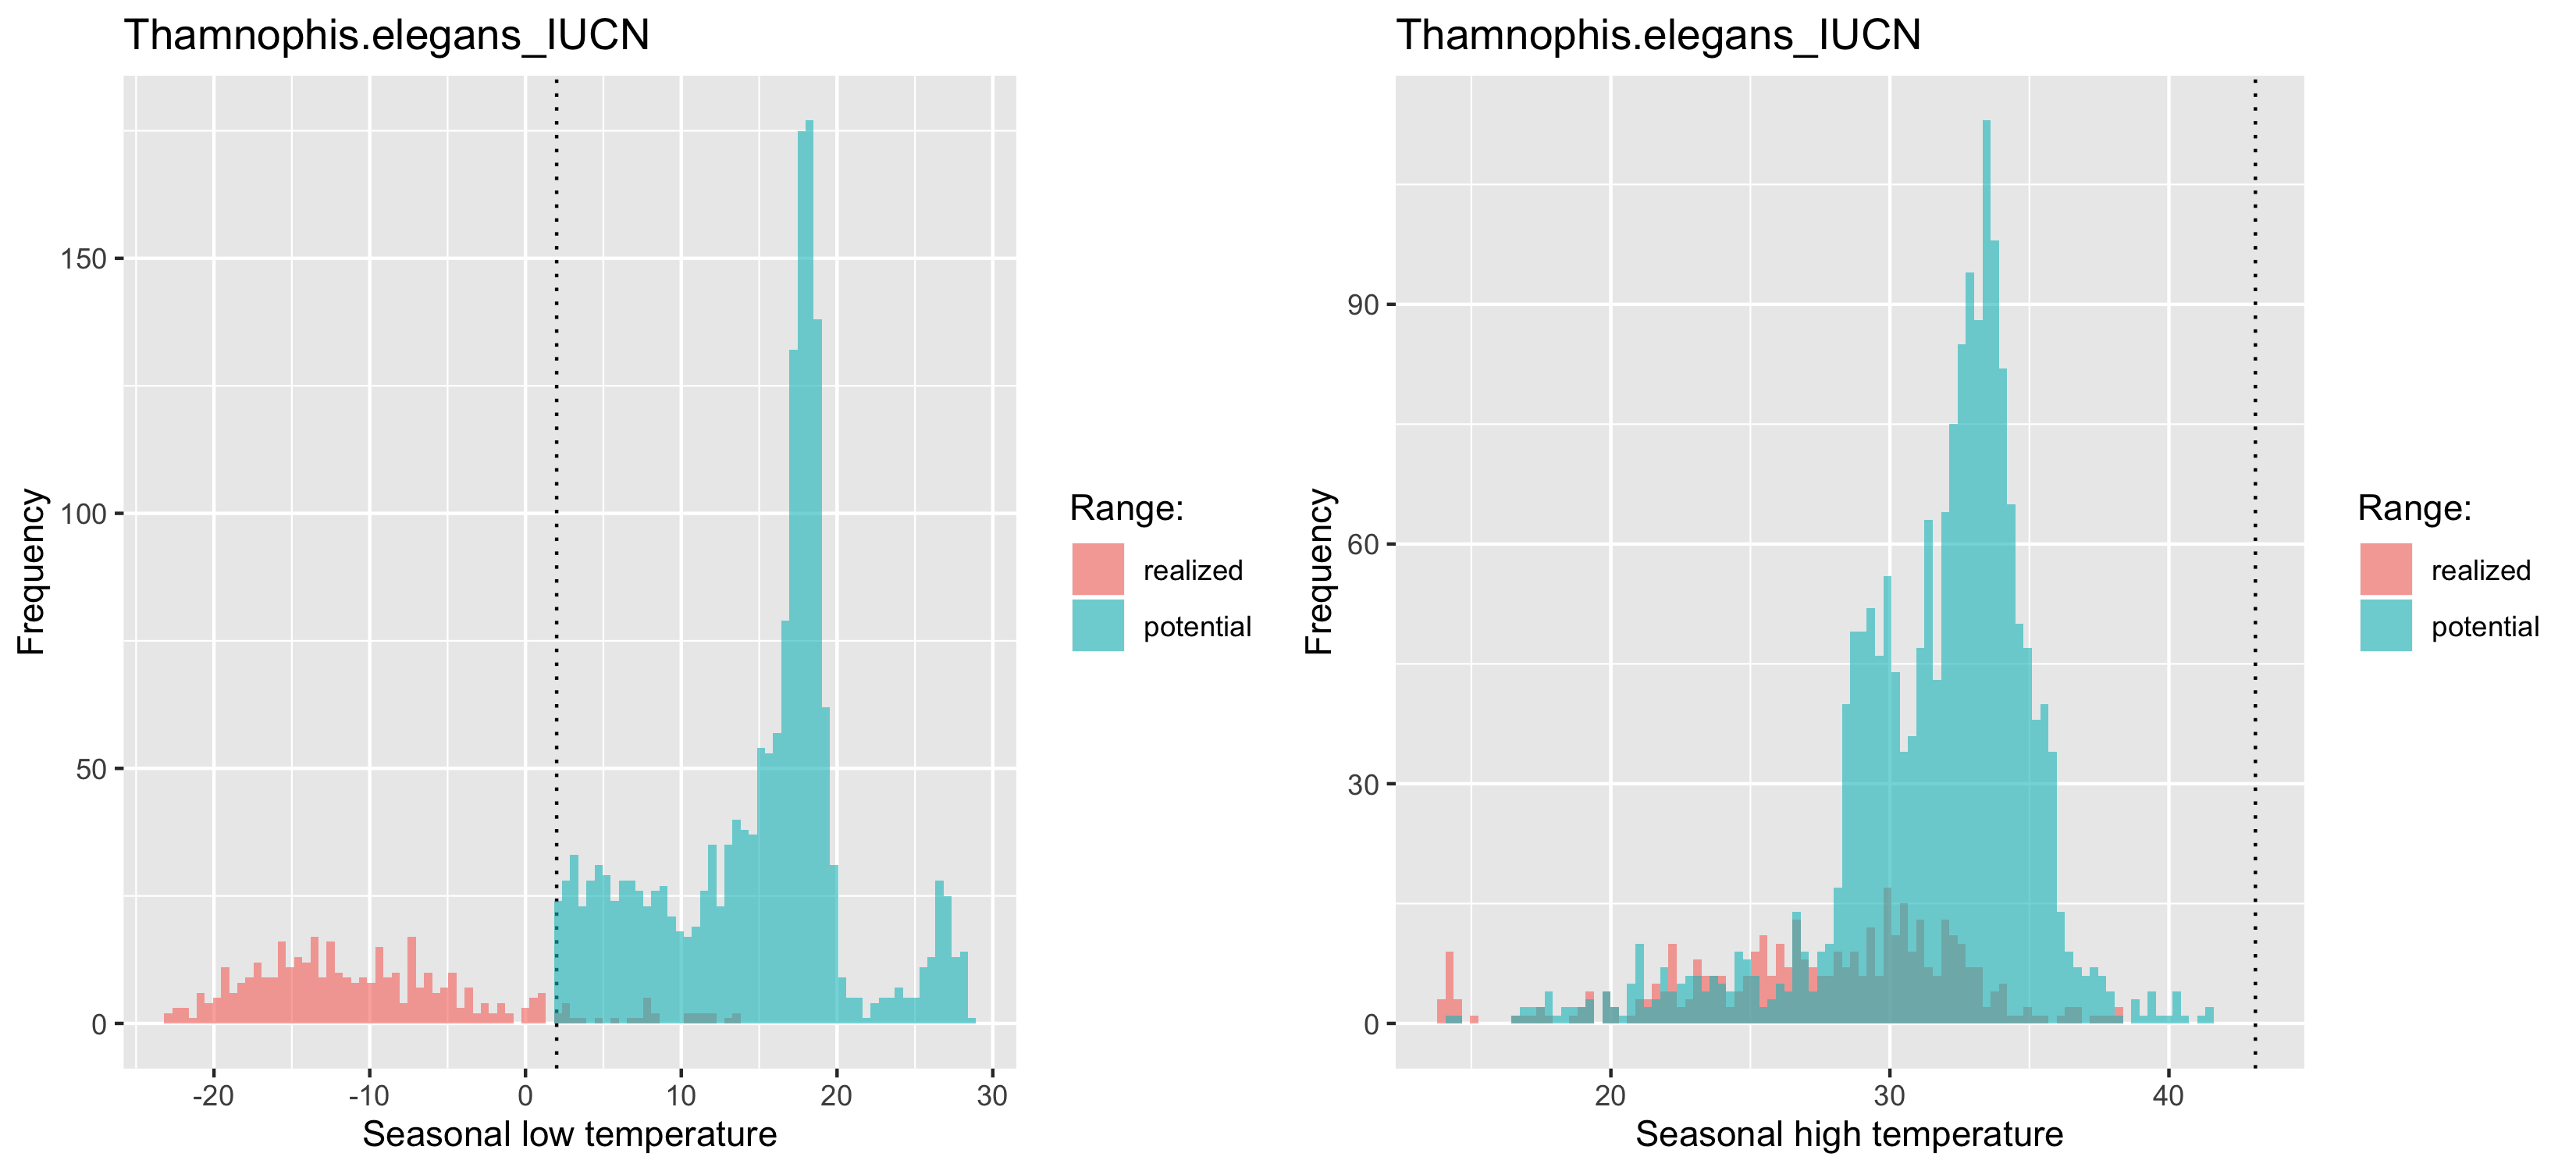 Thamnophis.elegans_IUCN
Frequency
150
100
50
0
-20 -10 0 10 20 30
Seasonal low temperature
Range:
realized
potential
Thamnophis.elegans_IUCN
Frequency
90
60
30
0
20 30 40
Seasonal high temperature
Range:
realized
potential